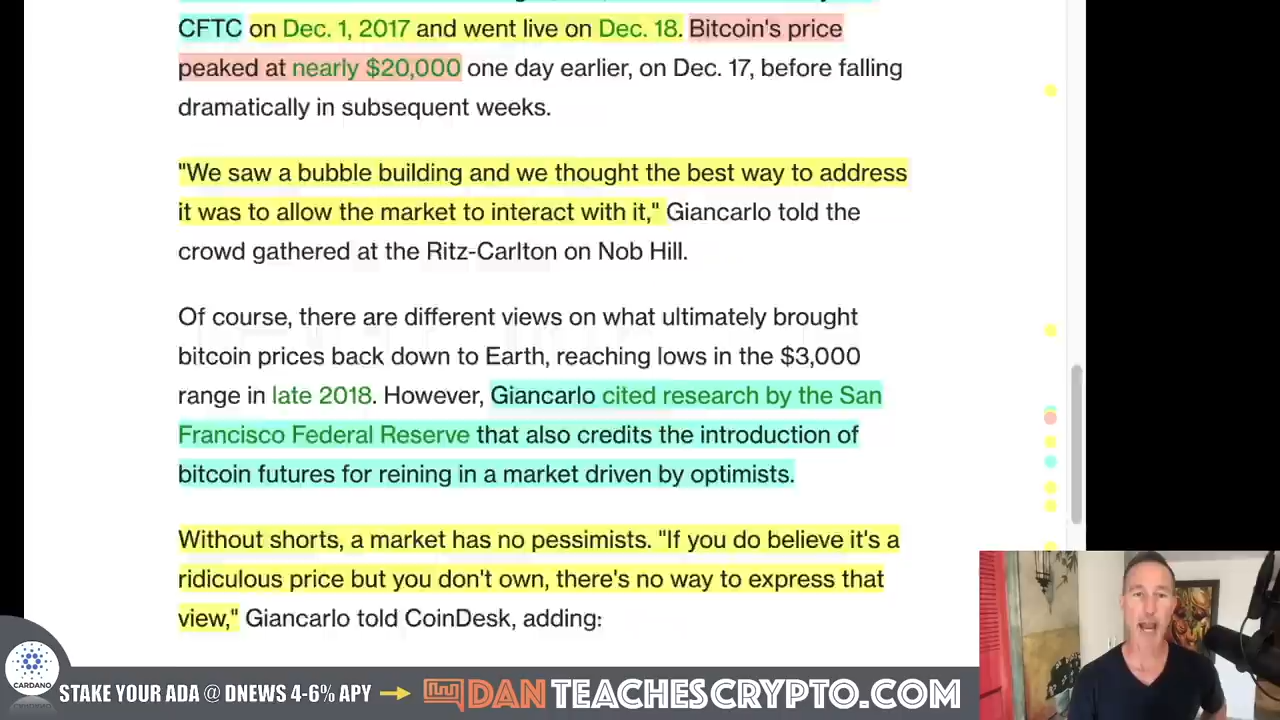 CFTC on Dec. 1, 2017 and went live on Dec. 18. Bitcoin's price
peaked at nearly $20,000 one day earlier, on Dec. 17, before falling
dramatically in subsequent weeks.
"We saw a bubble building and we thought the best way to address
it was to allow the market to interact with it," Giancarlo told the
crowd gathered at the Ritz-Carlton on Nob Hill.
Of course, there are different views on what ultimately brought
bitcoin prices back down to Earth, reaching lows in the $3,000
range in late 2018. However, Giancarlo cited research by the San
Francisco Federal Reserve that also credits the introduction of
bitcoin futures for reining in a market driven by optimists.
Without shorts, a market has no pessimists. "If you do believe it's a
ridiculous price but you don't own, there's no way to express that
view," Giancarlo told CoinDesk, adding:
CARDANO
STAKE YOUR ADA @ DNEWS 4-6% APY
DANTEACHESCRYPTO.COM